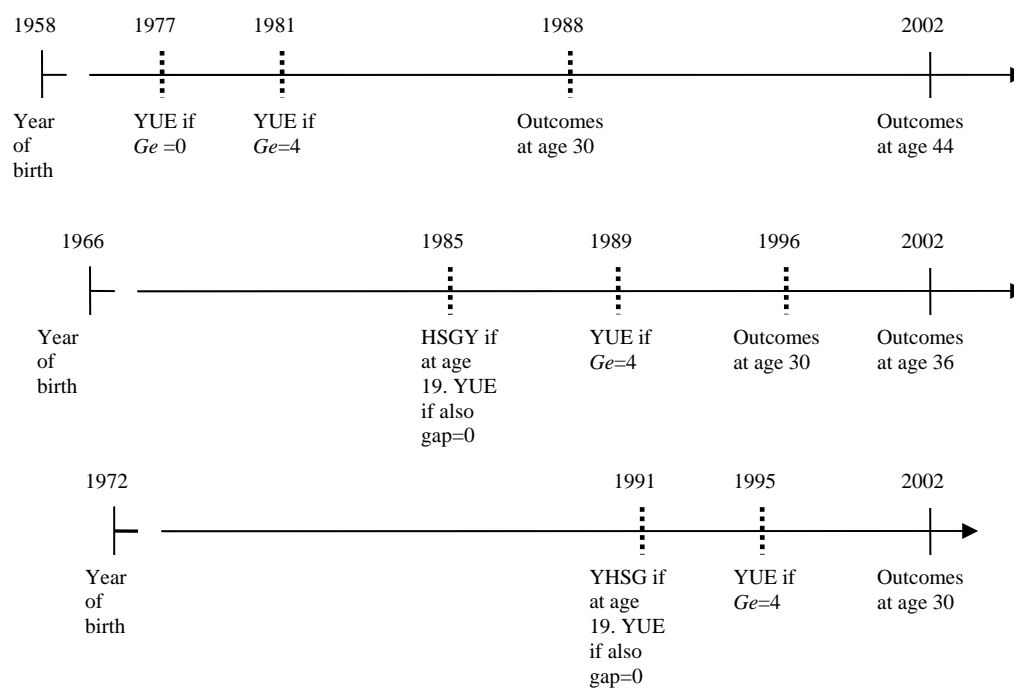 1958 1977 1981 1988 2002
Year YUE if YUE if Outcomes Outcomes
of Ge =0 Ge=4 at age 30 at age 44
birth
1966 1985 1989 1996 2002
Year HSGY if YUE if Outcomes Outcomes
of at age Ge=4 at age 30 at age 36
birth 19. YUE
if also
gap=0
1972 1991 1995 2002
Year YHSG if YUE if Outcomes
of at age Ge=4 at age 30
birth 19. YUE
if also
gap=0